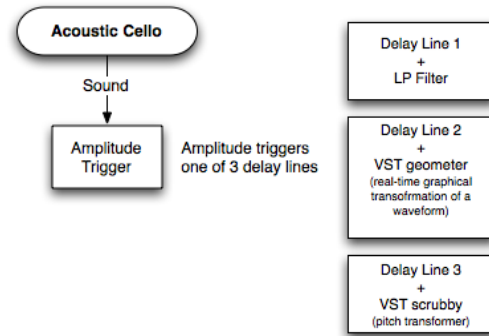 Acoustic Cello
Sound
Amplitude
Trigger
Amplitude triggers
one of 3 delay lines
Delay Line 1
+
LP Filter
Delay Line 2
+
VST geometer
(real-time graphical
transofrmation of a
waveform)
Delay Line 3
+
VST scrubby
(pitch transformer)